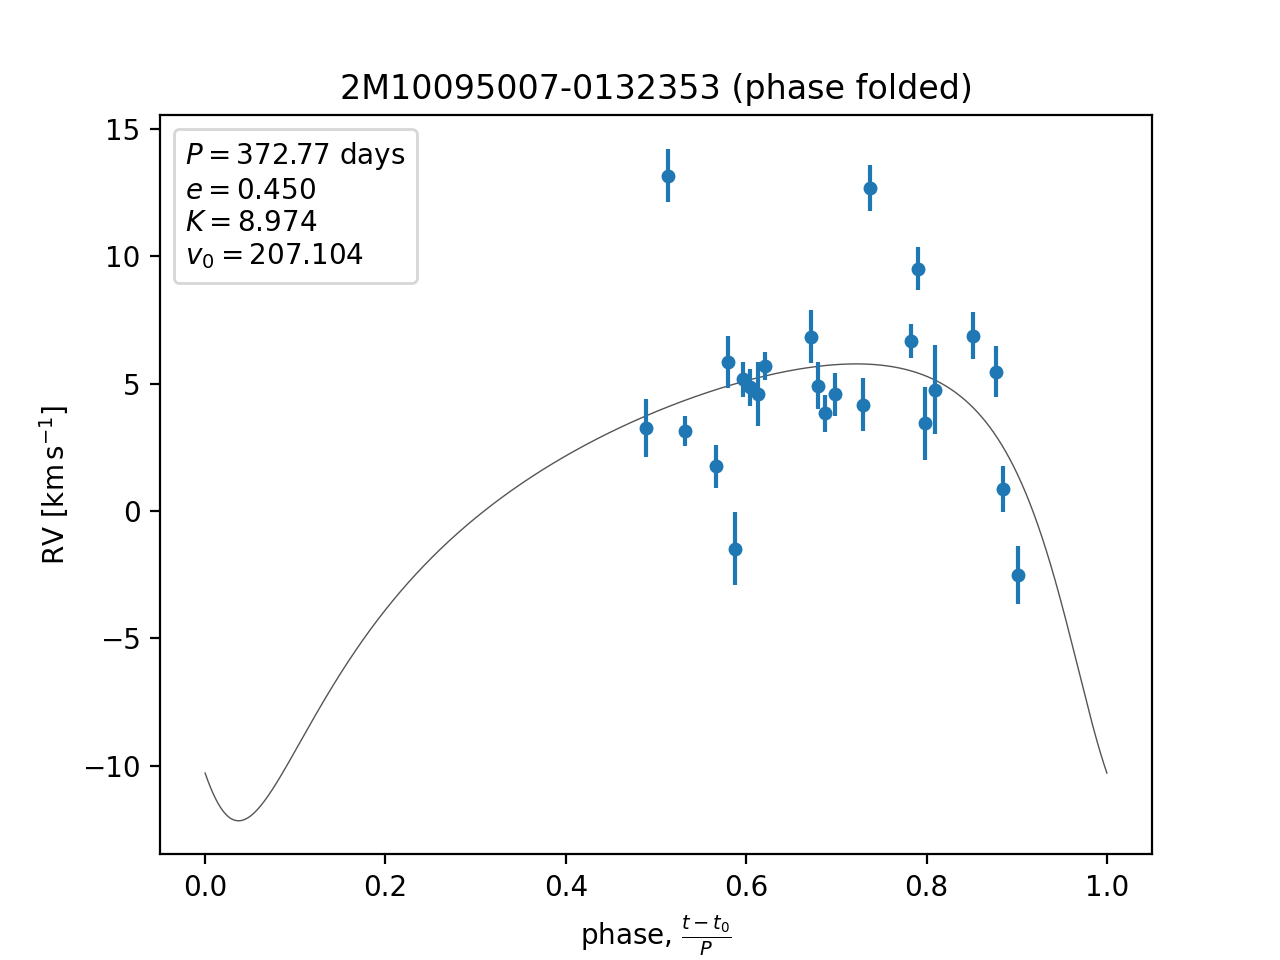 2M10095007-0132353 (phase folded)
P = 372.77 days
e = 0.450
K = 8.974
v₀ = 207.104
RV [km s⁻¹]
15
10
5
0
−5
−10
0.0 0.2 0.4 0.6 0.8 1.0
phase, (t − t₀)/P